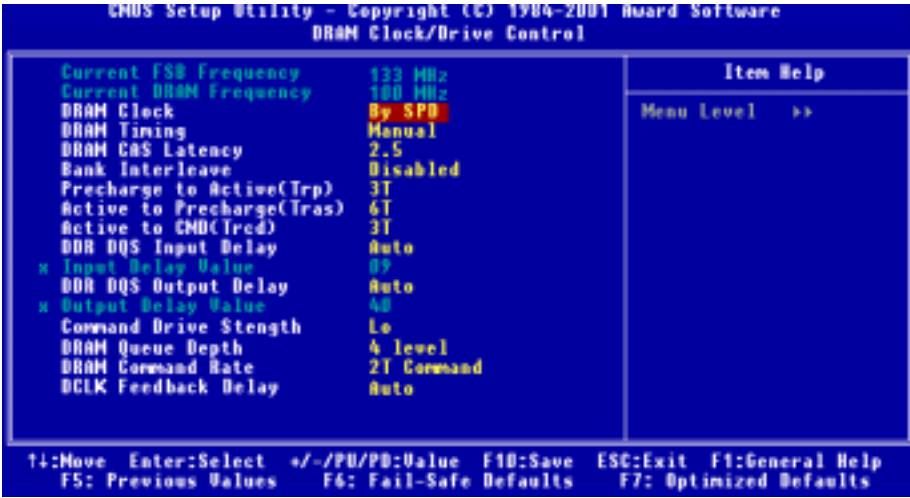 CMOS Setup Utility - Copyright (C) 1984-2001 Award Software
DRAM Clock/Drive Control
Current FSB Frequency 133 MHz
Current DRAM Frequency 100 MHz
DRAM Clock By SPD
DRAM Timing Manual
DRAM CAS Latency 2.5
Bank Interleave Disabled
Precharge to Active(Trp) 3T
Active to Precharge(Tras) 6T
Active to CMD(Trcd) 3T
DDR DQS Input Delay Auto
x Input Delay Value 09
DDR DQS Output Delay Auto
x Output Delay Value 40
Command Drive Stength Lo
DRAM Queue Depth 4 level
DRAM Command Rate 2T Command
DCLK Feedback Delay Auto
Item Help
Menu Level ▸▸
↑↓:Move Enter:Select +/-/PU/PD:Value F10:Save ESC:Exit F1:General Help
F5: Previous Values F6: Fail-Safe Defaults F7: Optimized Defaults